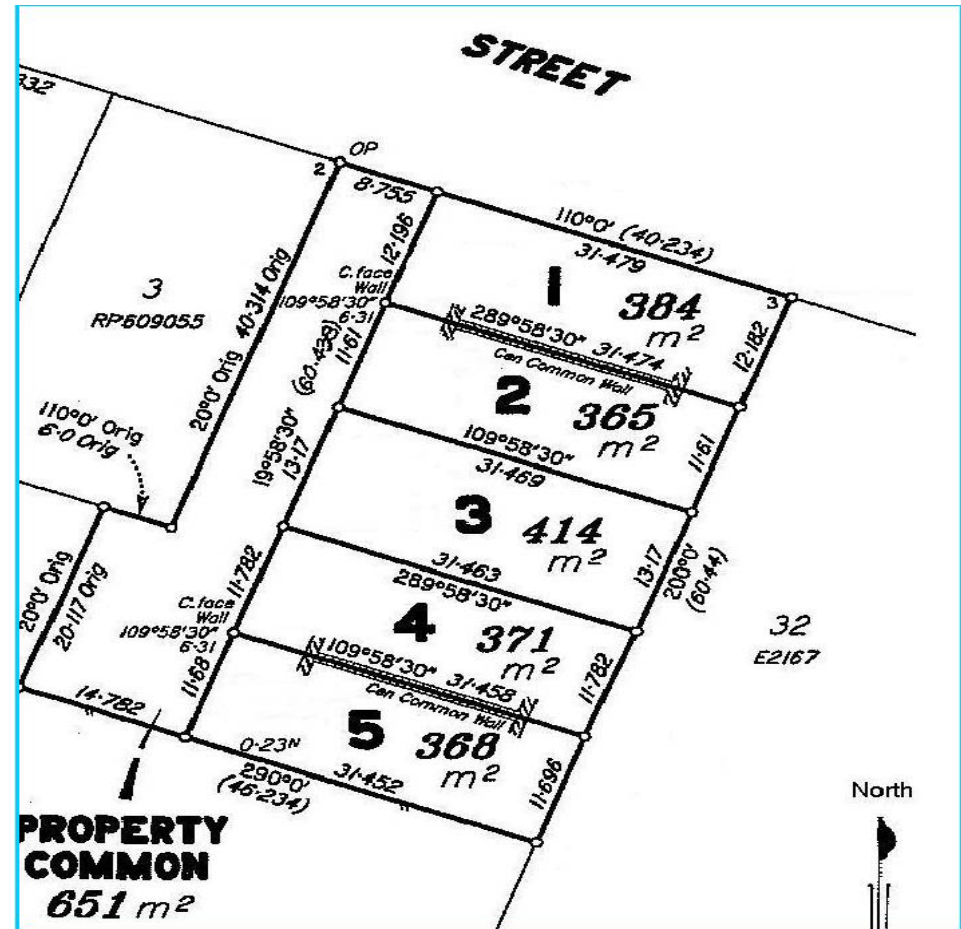 STREET
332
OP
2
8·755
110°0' (40·234)
31·479
12·196
3
RP609055
C.face
Wall
109°58'30"
6·31
1
384
m²
3
289°58'30" 31·474
Cen Common Wall
12·182
20°0' Orig 40·314 Orig
(60·438)
11·61
2
365
m²
11·61
110°0' Orig
6·0 Orig
109°58'30"
31·469
19°58'30"
13·17
3
414
m²
13·17
200°0'
(60·44)
31·463
289°58'30"
11·782
20°0' Orig
20·117 Orig
C.face
Wall
109°58'30"
6·31
4
371
m²
11·782
32
E2167
109°58'30" 31·458
Cen Common Wall
11·68
14·782
5
368
m²
0·23N
290°0'
(46·234)
31·452
11·696
North
PROPERTY
COMMON
651 m²